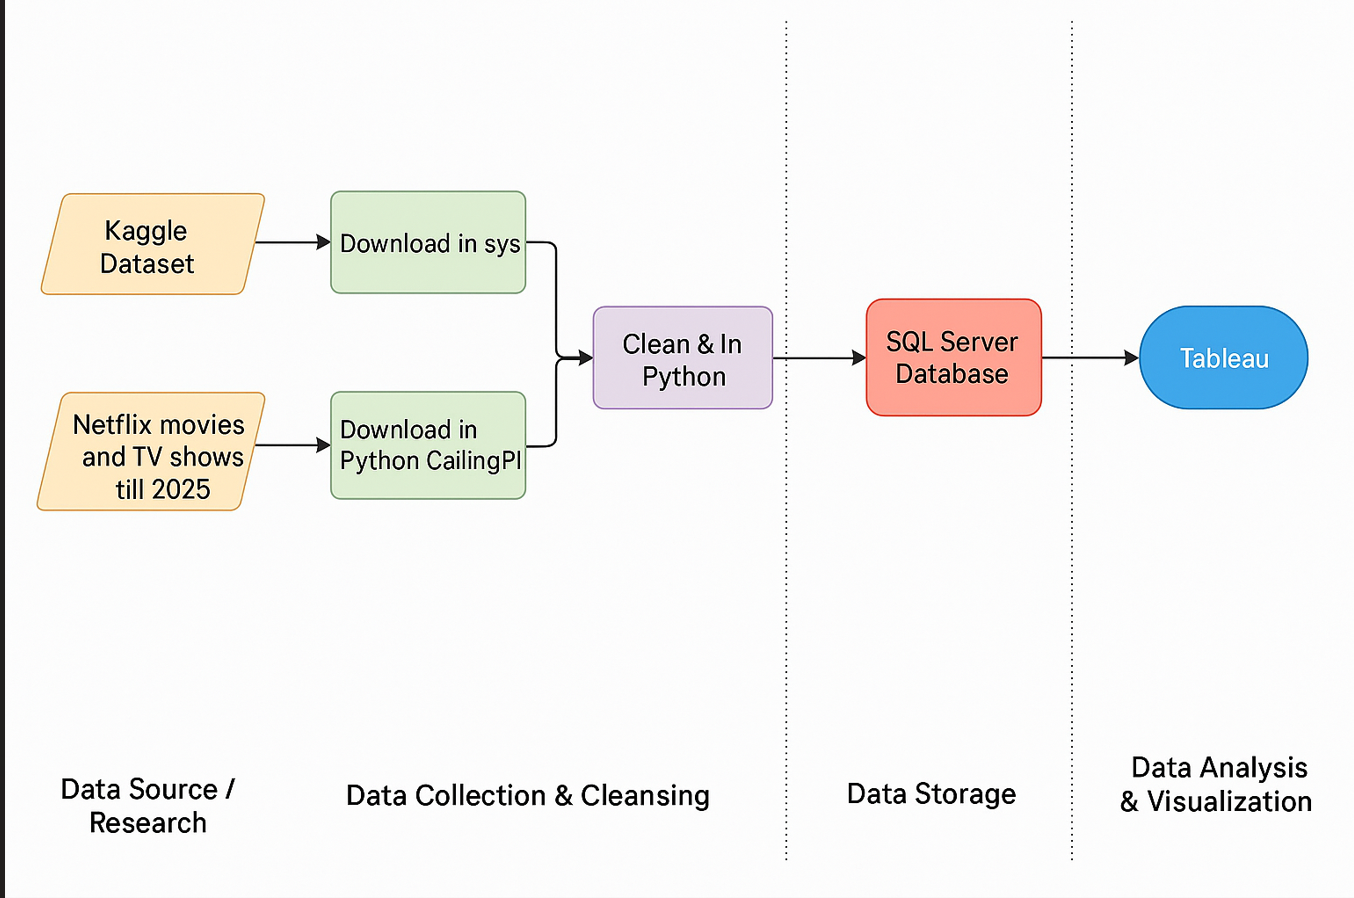 Kaggle
Dataset
Download in sys
Netflix movies
and TV shows
till 2025
Download in
Python CailingPI
Clean & In
Python
SQL Server
Database
Tableau
Data Source /
Research
Data Collection & Cleansing
Data Storage
Data Analysis
& Visualization